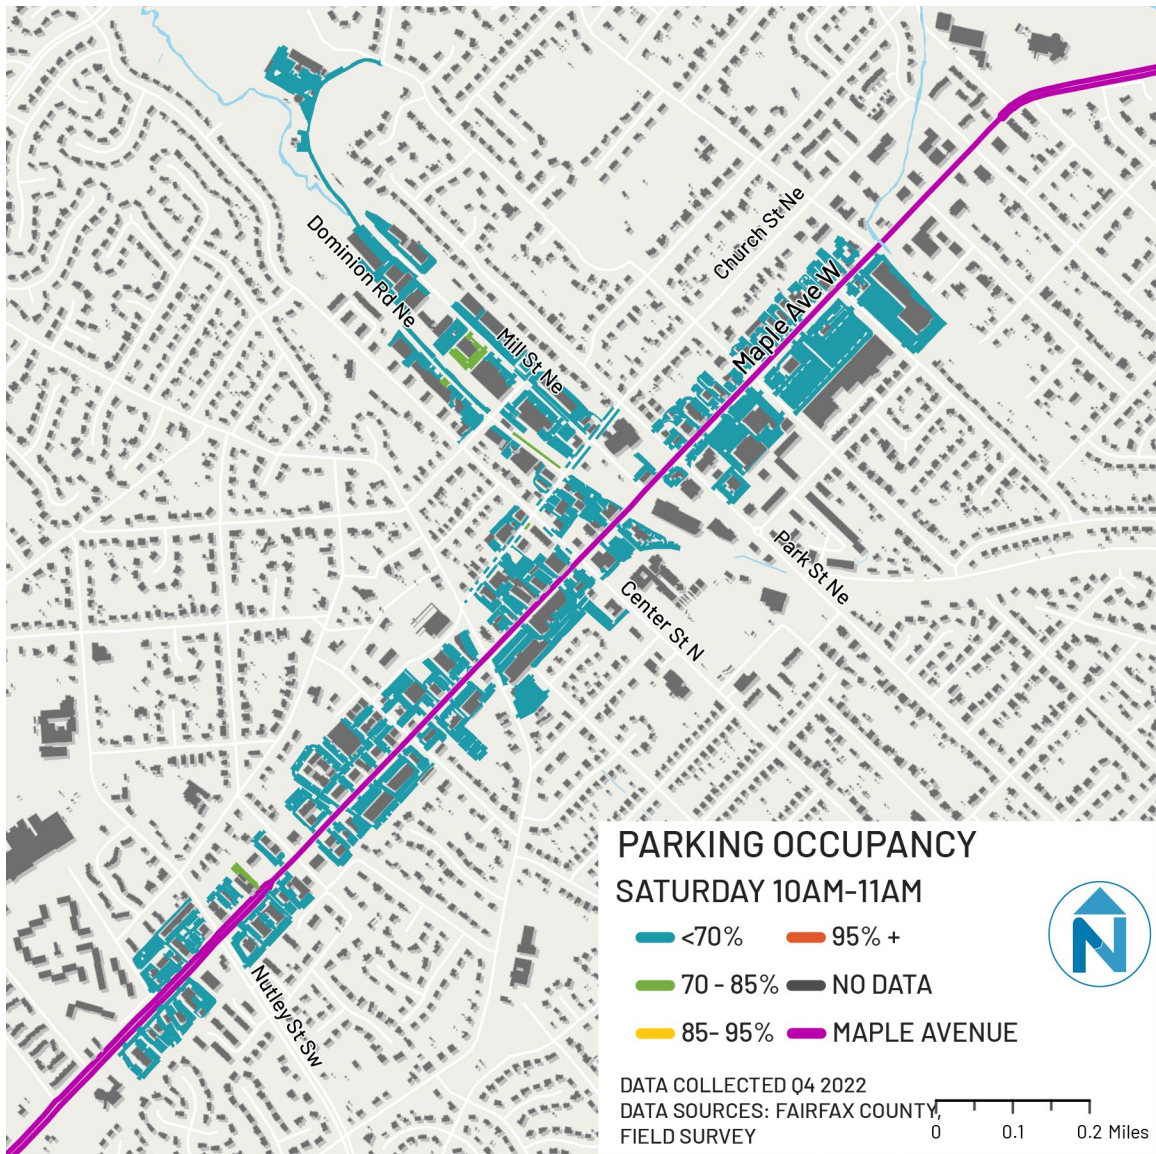 Church St Ne
Dominion Rd Ne
Maple Ave W
Mill St Ne
Park St Ne
Center St N
Nutley St Sw
PARKING OCCUPANCY
SATURDAY 10AM-11AM
<70%
95% +
70 - 85%
NO DATA
85- 95%
MAPLE AVENUE
N
DATA COLLECTED Q4 2022
DATA SOURCES: FAIRFAX COUNTY,
FIELD SURVEY
0 0.1 0.2 Miles